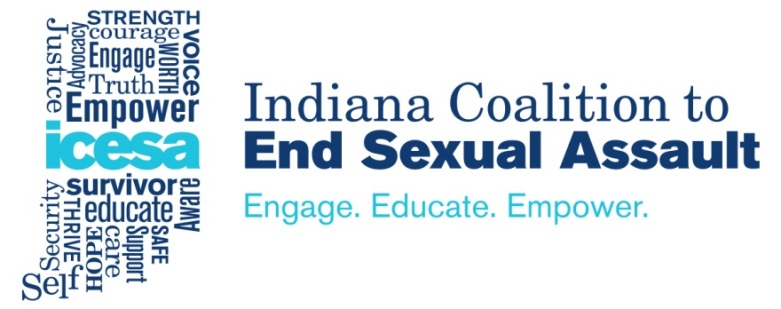 STRENGTH
courage
Justice
Advocacy
Engage
WORTH
VOICE
Truth
Empower
icesa
survivor
Security
THRIVE
educate
Aware
HOPE
care
Support
SAFE
Self
Indiana Coalition to
End Sexual Assault
Engage. Educate. Empower.